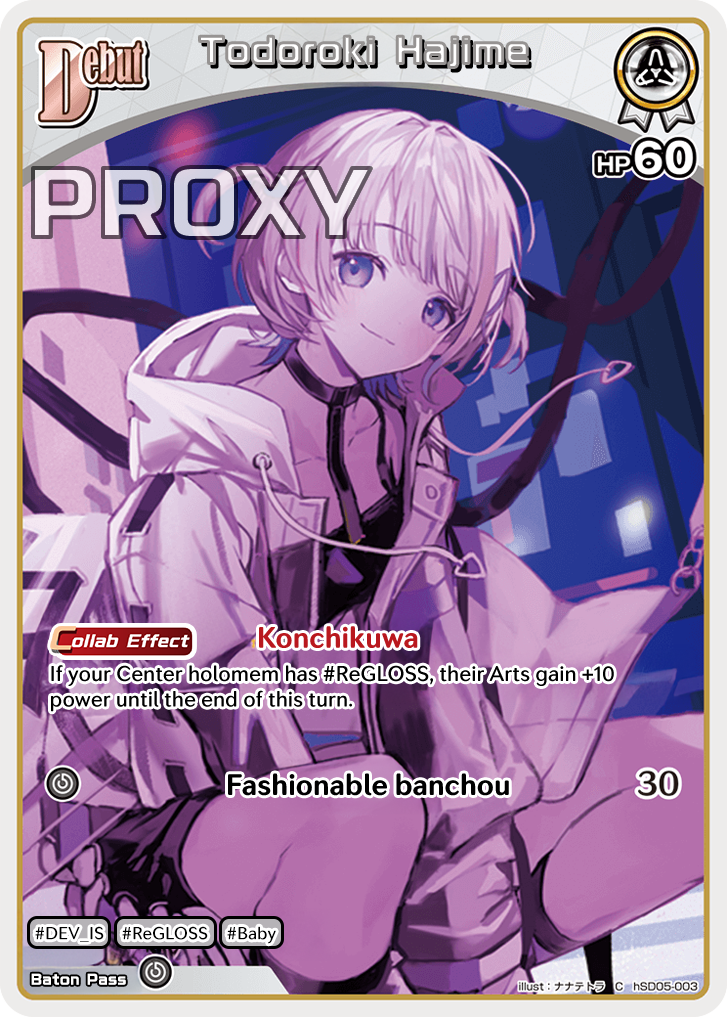 Debut
Todoroki Hajime
HP60
PROXY
Collab Effect
Konchikuwa
If your Center holomem has #ReGLOSS, their Arts gain +10
power until the end of this turn.
Fashionable banchou
30
#DEV_IS #ReGLOSS #Baby
Baton Pass
illust : ナナテトラ C hSD05-003